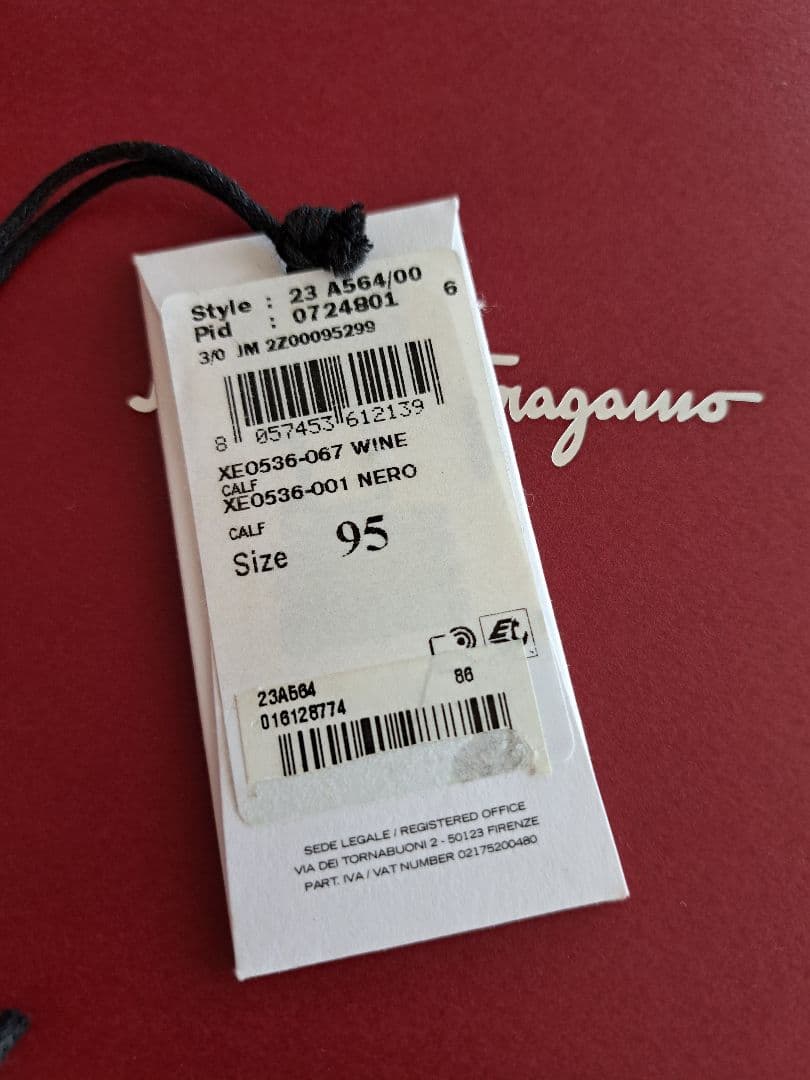 Style : 23 A564/00
Pid : 0724801 6
3/0 JM 2Z00095299
8 057453 612139
XE0536-067 WINE
CALF
XE0536-001 NERO
CALF
Size 95
23A564 86
016128774
SEDE LEGALE / REGISTERED OFFICE
VIA DEI TORNABUONI 2 - 50123 FIRENZE
PART. IVA / VAT NUMBER 02175200480